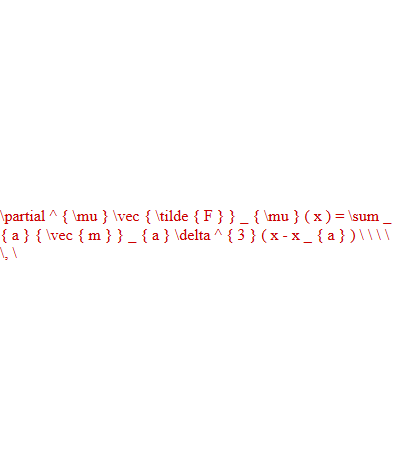 \partial ^ { \mu } \vec { \tilde { F } } _ { \mu } ( x ) = \sum _
{ a } { \vec { m } } _ { a } \delta ^ { 3 } ( x - x _ { a } ) \ \ \ \
\, \